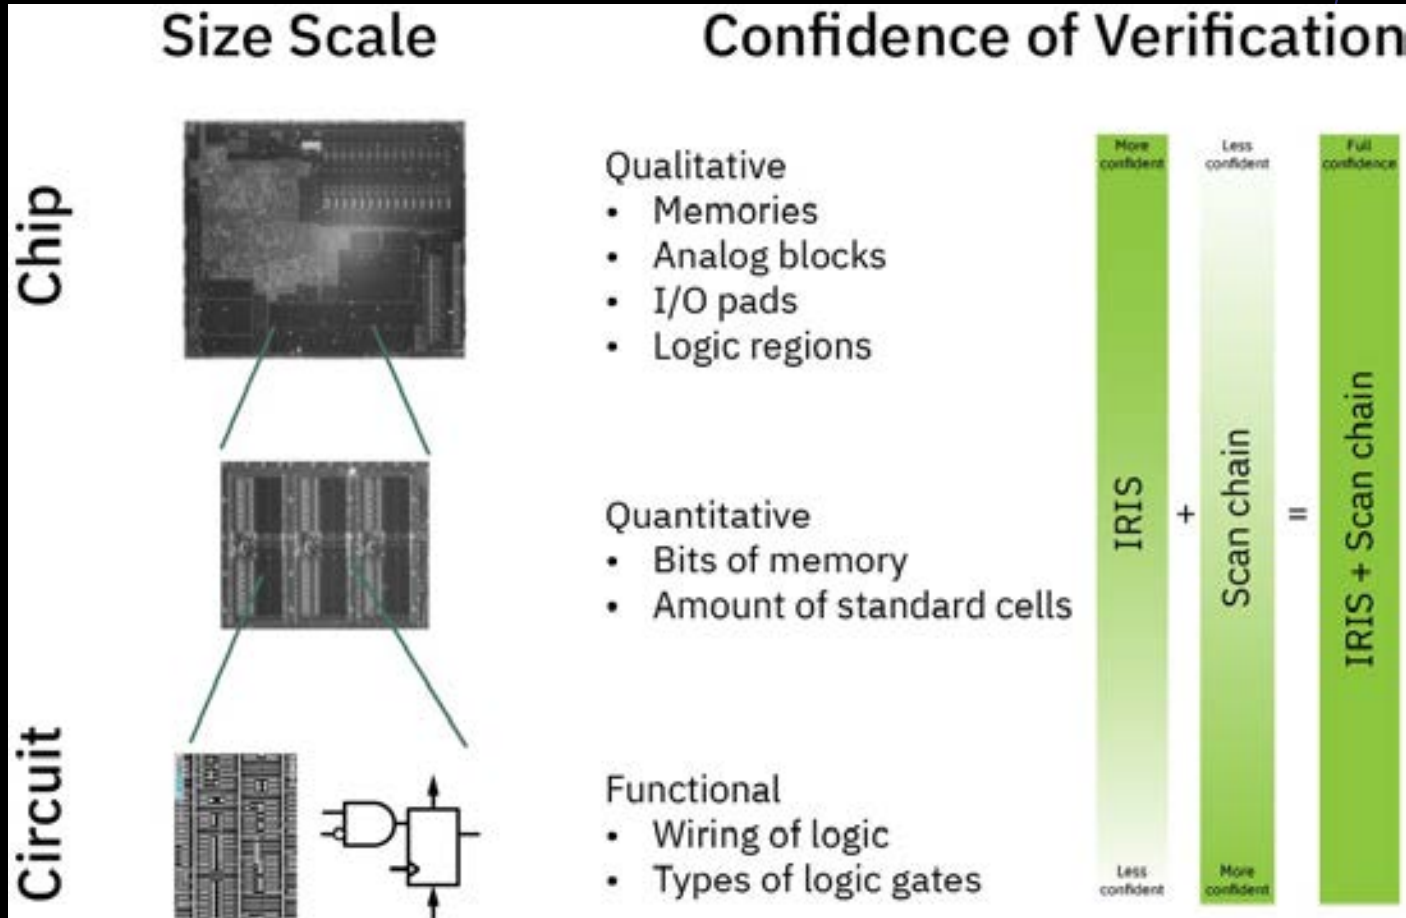 Size Scale
Confidence of Verification
Chip
Qualitative
• Memories
• Analog blocks
• I/O pads
• Logic regions
Quantitative
• Bits of memory
• Amount of standard cells
Circuit
Functional
• Wiring of logic
• Types of logic gates
More
confident
IRIS
Less
confident
+
Less
confident
Scan chain
More
confident
=
Full
confidence
IRIS + Scan chain